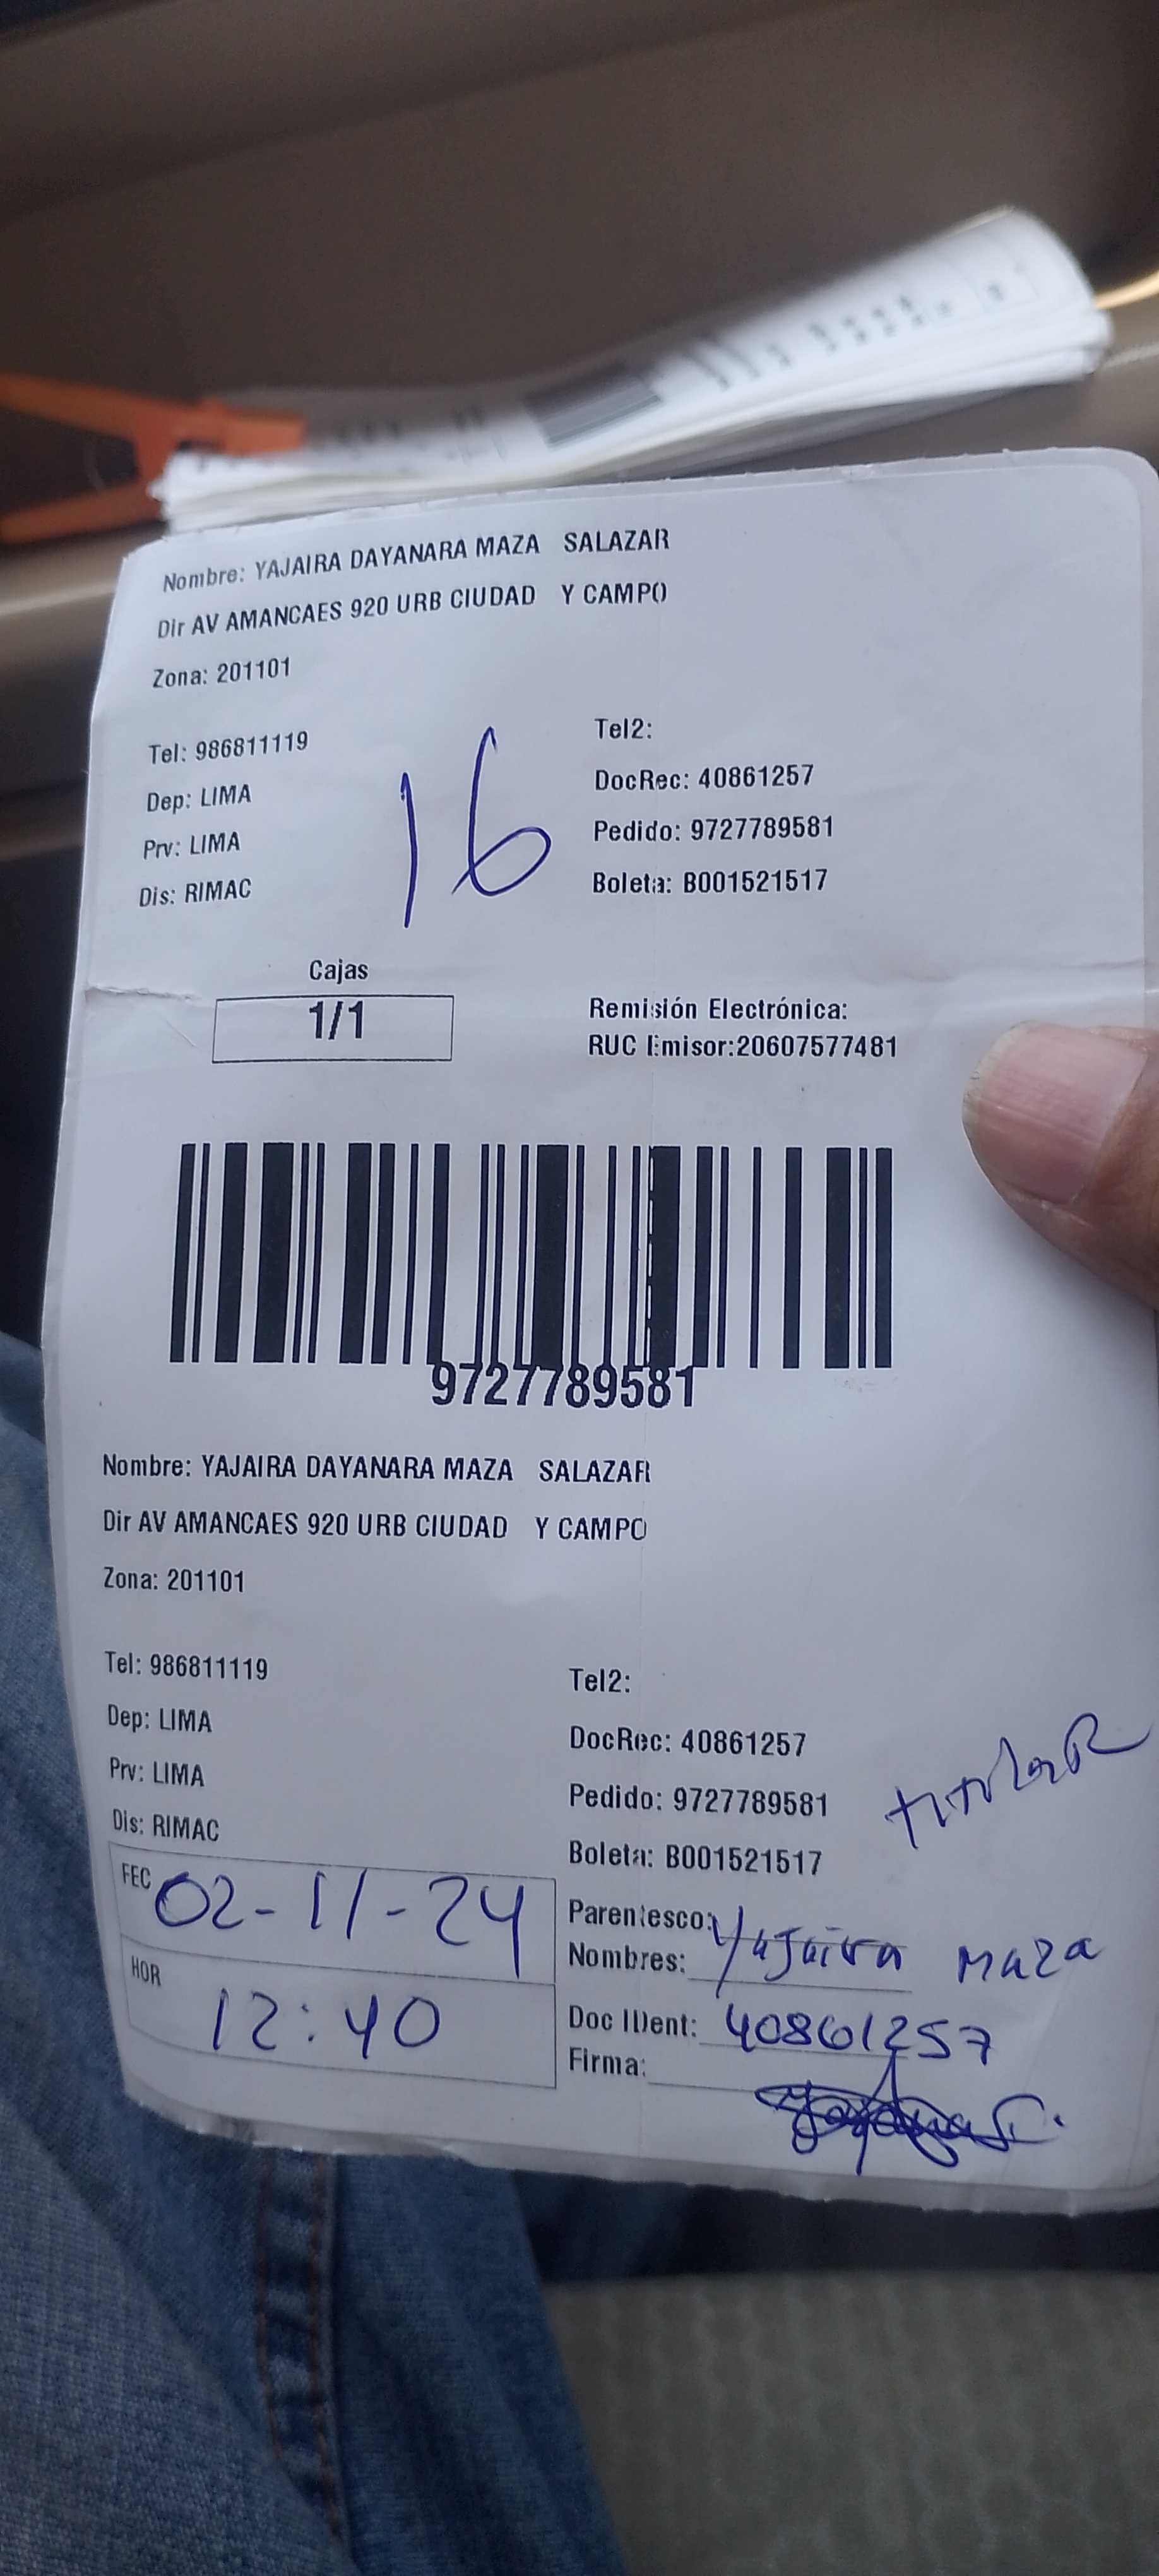 Nombre: YAJAIRA DAYANARA MAZA SALAZAR
Dir AV AMANCAES 920 URB CIUDAD Y CAMPO
Zona: 201101
Tel: 986811119
Dep: LIMA
Prv: LIMA
Dis: RIMAC
16
Tel2:
DocRec: 40861257
Pedido: 9727789581
Boleta: B001521517
Cajas
1/1
Remisión Electrónica:
RUC Emisor:20607577481
9727789581
Nombre: YAJAIRA DAYANARA MAZA SALAZAR
Dir AV AMANCAES 920 URB CIUDAD Y CAMPO
Zona: 201101
Tel: 986811119
Dep: LIMA
Prv: LIMA
Dis: RIMAC
Tel2:
DocRec: 40861257
Pedido: 9727789581
Boleta: B001521517
titular
FEC 02-11-24
HOR 12:40
Parentesco:
Nombres: Yajaira Maza
Doc IDent: 40861257
Firma: